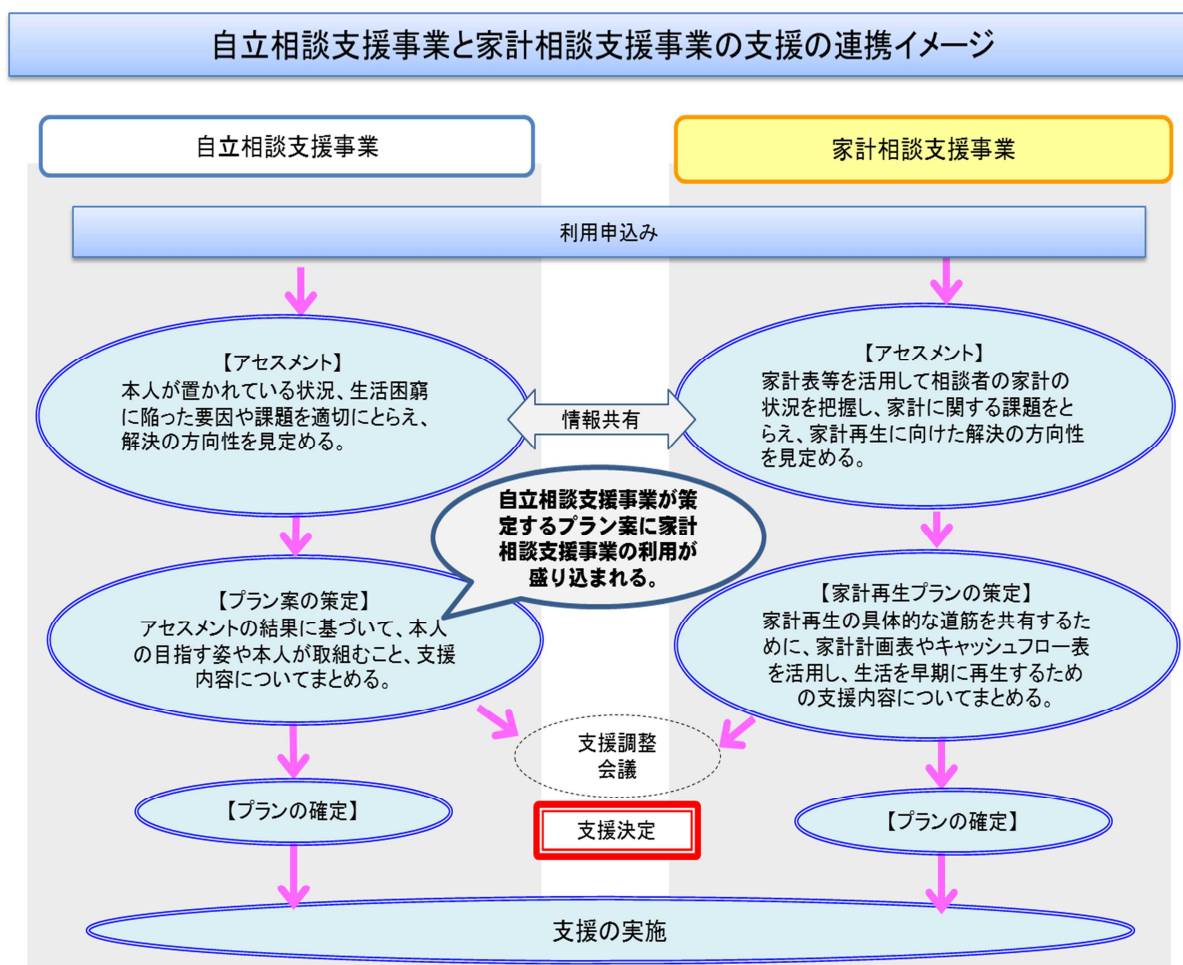 自立相談支援事業と家計相談支援事業の支援の連携イメージ
自立相談支援事業
家計相談支援事業
利用申込み
【アセスメント】
本人が置かれている状況、生活困窮
に陥った要因や課題を適切にとらえ、
解決の方向性を見定める。
情報共有
【アセスメント】
家計表等を活用して相談者の家計の
状況を把握し、家計に関する課題をと
らえ、家計再生に向けた解決の方向性
を見定める。
自立相談支援事業が策
定するプラン案に家計
相談支援事業の利用が
盛り込まれる。
【プラン案の策定】
アセスメントの結果に基づいて、本人
の目指す姿や本人が取組むこと、支援
内容についてまとめる。
【家計再生プランの策定】
家計再生の具体的な道筋を共有するた
めに、家計計画表やキャッシュフロー表
を活用し、生活を早期に再生するため
の支援内容についてまとめる。
支援調整
会議
【プランの確定】
支援決定
【プランの確定】
支援の実施